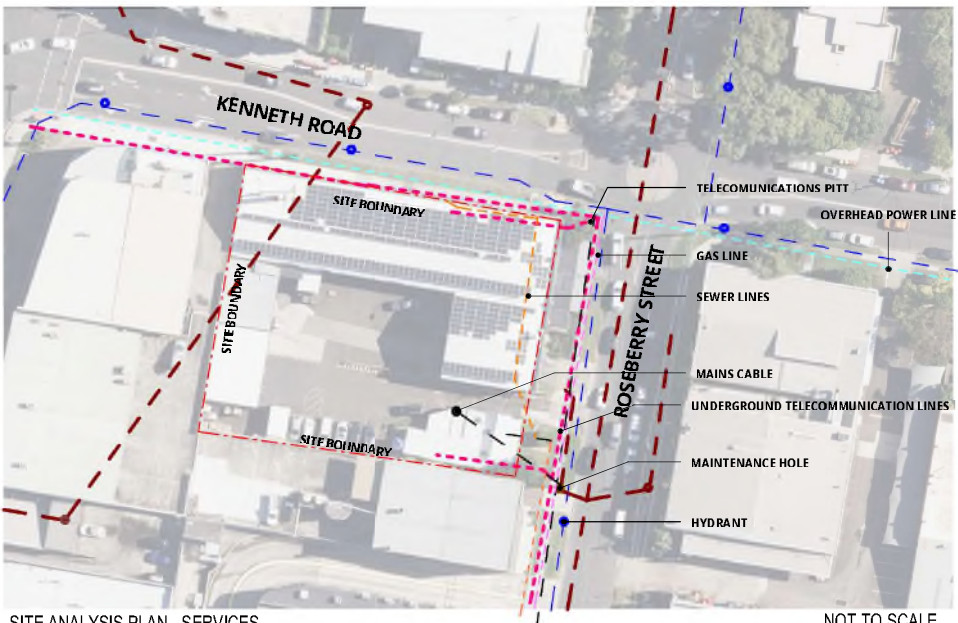 KENNETH ROAD
TELECOMUNICATIONS PITT
SITE BOUNDARY
OVERHEAD POWER LINE
GAS LINE
ROSEBERRY STREET
SITE BOUNDARY
SEWER LINES
MAINS CABLE
UNDERGROUND TELECOMMUNICATION LINES
SITE BOUNDARY
MAINTENANCE HOLE
HYDRANT
SITE ANALYSIS PLAN - SERVICES
NOT TO SCALE